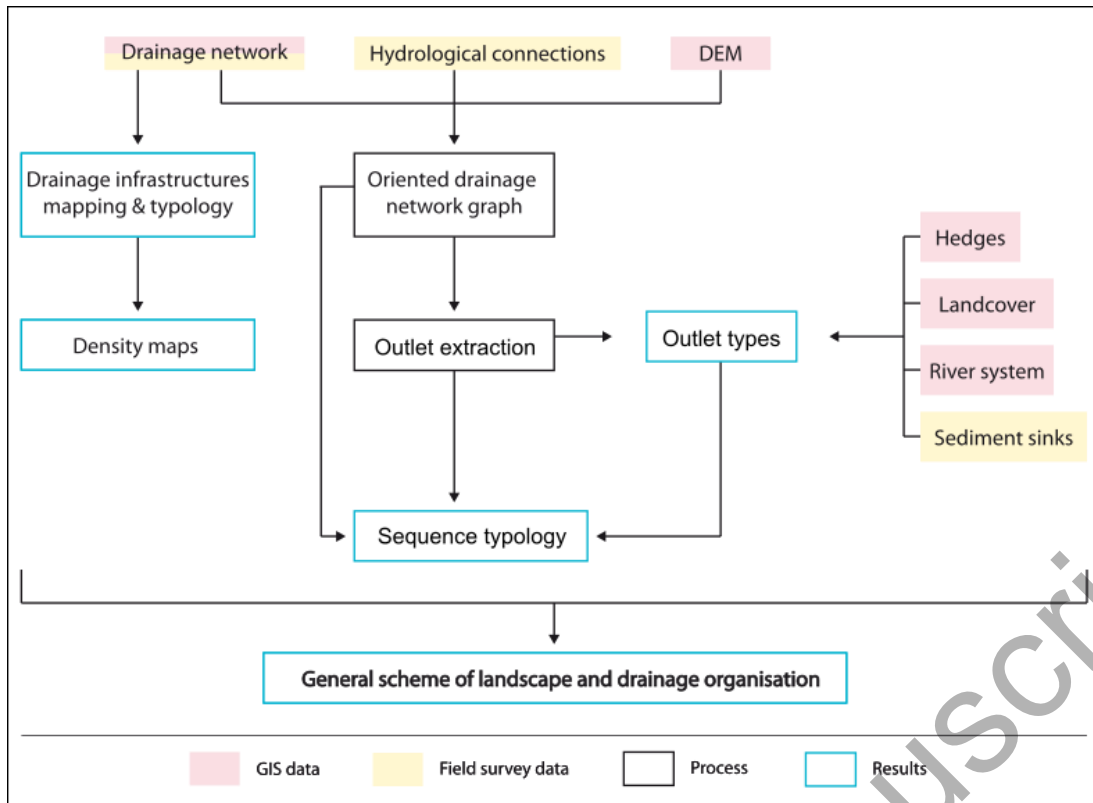 Drainage network
Hydrological connections
DEM
Drainage infrastructures
mapping & typology
Oriented drainage
network graph
Hedges
Landcover
River system
Sediment sinks
Density maps
Outlet extraction
Outlet types
Sequence typology
General scheme of landscape and drainage organisation
GIS data
Field survey data
Process
Results
uscri